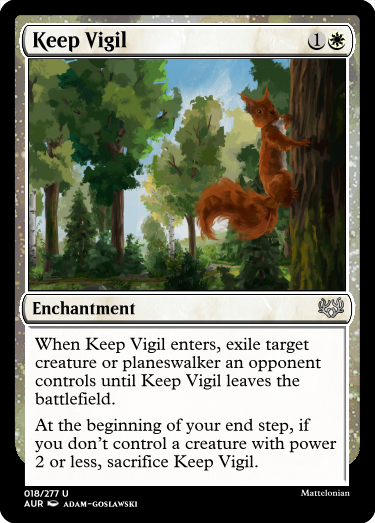 Keep Vigil 1
Enchantment
When Keep Vigil enters, exile target
creature or planeswalker an opponent
controls until Keep Vigil leaves the
battlefield.
At the beginning of your end step, if
you don't control a creature with power
2 or less, sacrifice Keep Vigil.
018/277 U
Mattelonian
AUR ADAM-GOSLAWSKI